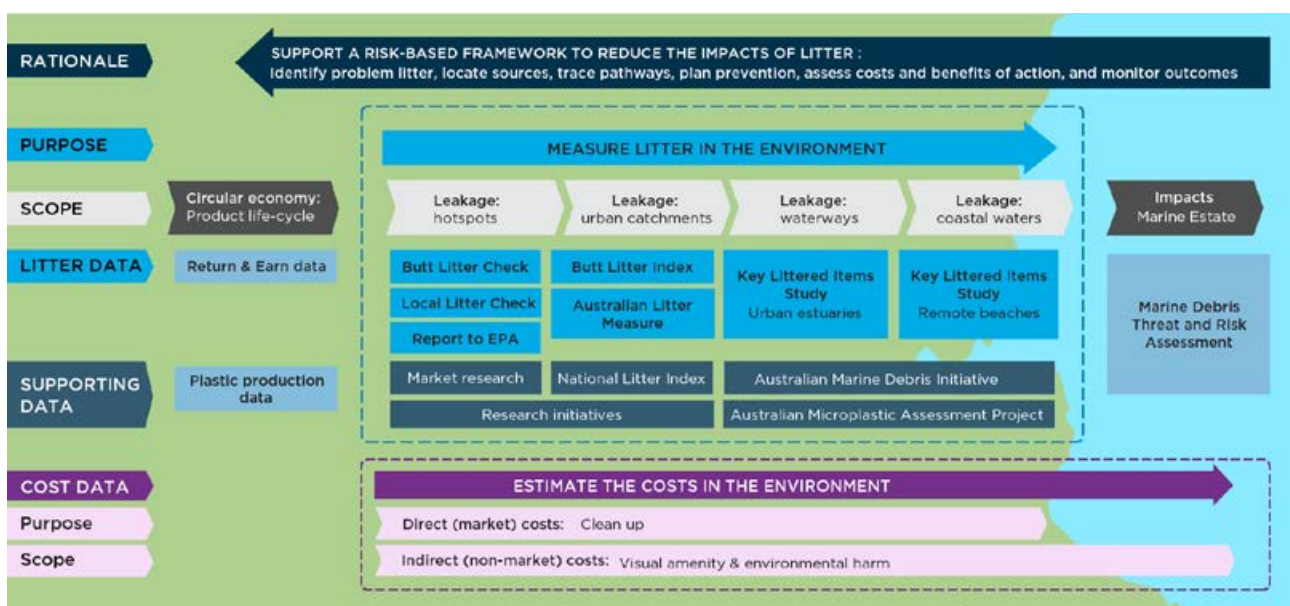 RATIONALE
SUPPORT A RISK-BASED FRAMEWORK TO REDUCE THE IMPACTS OF LITTER :
Identify problem litter, locate sources, trace pathways, plan prevention, assess costs and benefits of action, and monitor outcomes
PURPOSE
MEASURE LITTER IN THE ENVIRONMENT
SCOPE
Circular economy:
Product life-cycle
Leakage:
hotspots
Leakage:
urban catchments
Leakage:
waterways
Leakage:
coastal waters
Impacts
Marine Estate
LITTER DATA
Return & Earn data
Butt Litter Check
Local Litter Check
Report to EPA
Butt Litter Index
Australian Litter
Measure
Key Littered Items
Study
Urban estuaries
Key Littered Items
Study
Remote beaches
Marine Debris
Threat and Risk
Assessment
SUPPORTING
DATA
Plastic production
data
Market research
National Litter Index
Australian Marine Debris Initiative
Research initiatives
Australian Microplastic Assessment Project
COST DATA
ESTIMATE THE COSTS IN THE ENVIRONMENT
Purpose
Direct (market) costs: Clean up
Scope
Indirect (non-market) costs: Visual amenity & environmental harm